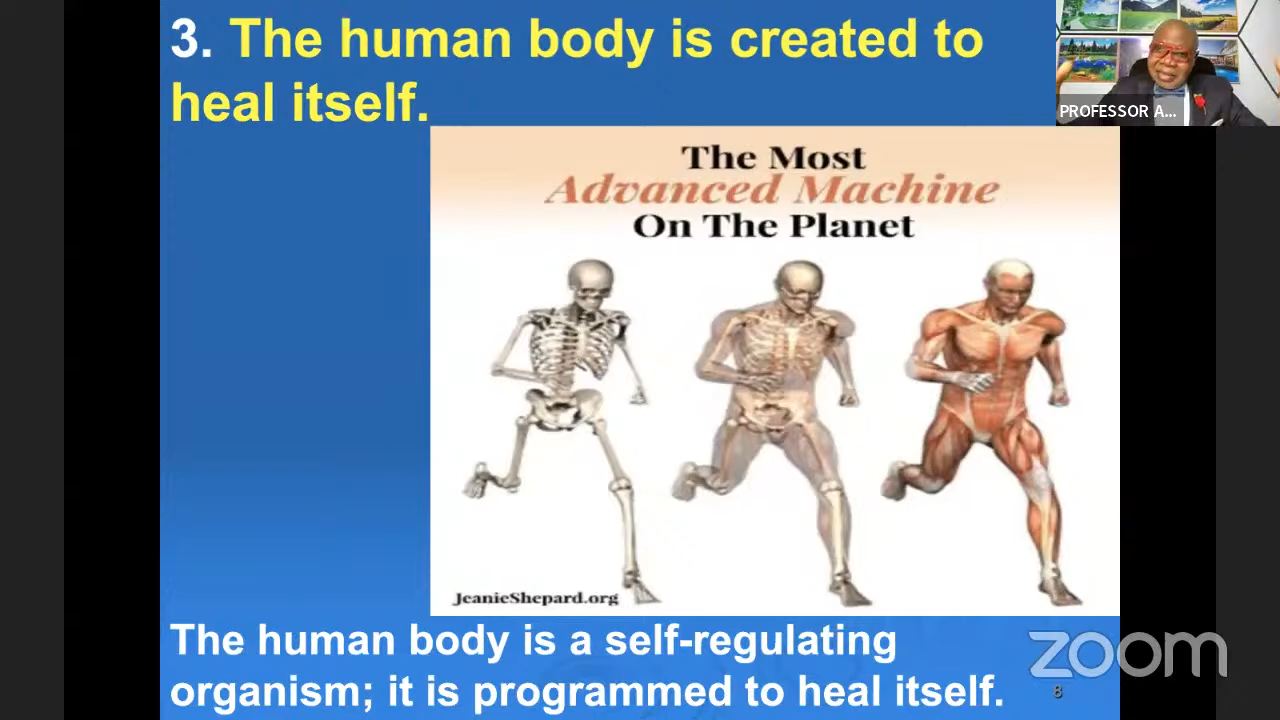 3. The human body is created to
heal itself.
PROFESSOR A...
The Most
Advanced Machine
On The Planet
JeanieShepard.org
The human body is a self-regulating
organism; it is programmed to heal itself.
zoom
8